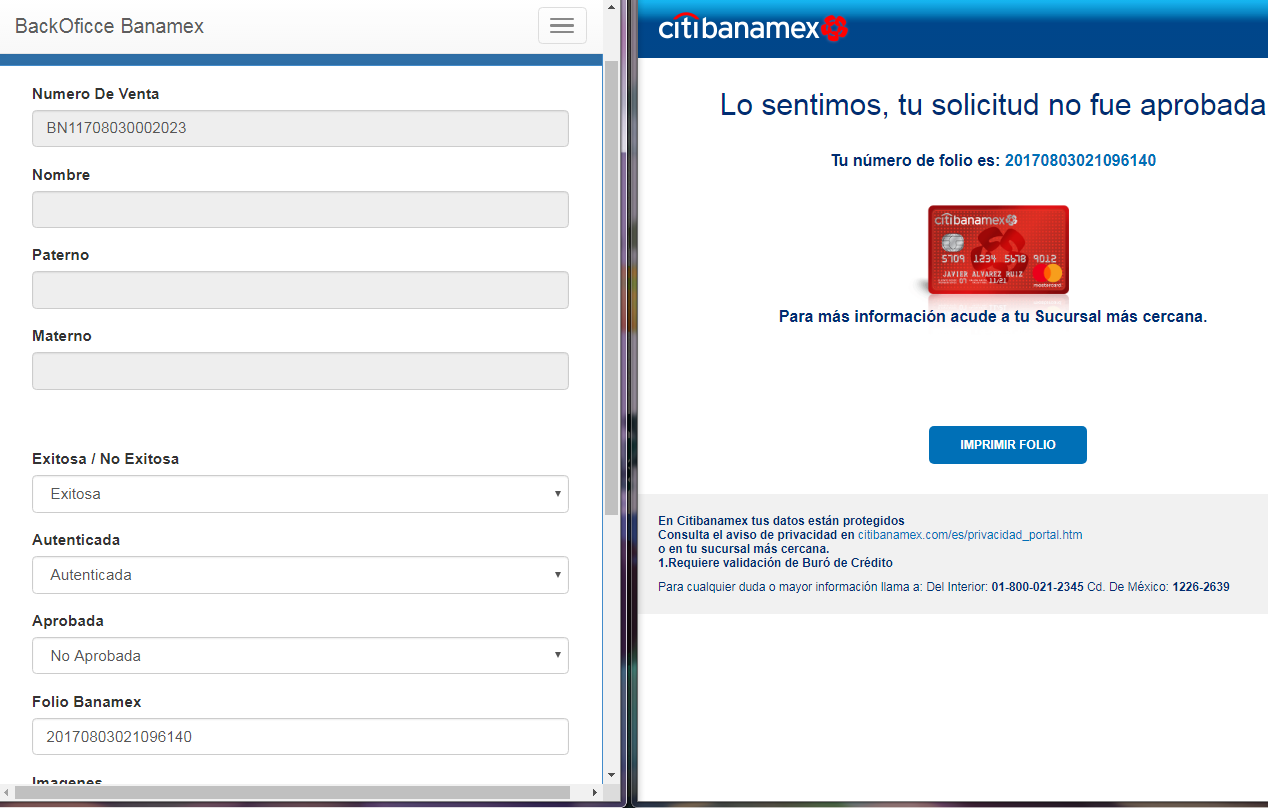 BackOficce Banamex
Numero De Venta
BN11708030002023
Nombre
Paterno
Materno
Exitosa / No Exitosa
Exitosa
Autenticada
Autenticada
Aprobada
No Aprobada
Folio Banamex
20170803021096140
Imagenes
citibanamex
Lo sentimos, tu solicitud no fue aprobada
Tu número de folio es: 20170803021096140
citibanamex
5709 1234 5678 9012
JAVIER ALVAREZ RUIZ
07 11/21
mastercard
Para más información acude a tu Sucursal más cercana.
IMPRIMIR FOLIO
En Citibanamex tus datos están protegidos
Consulta el aviso de privacidad en citibanamex.com/es/privacidad_portal.htm
o en tu sucursal más cercana.
1.Requiere validación de Buró de Crédito
Para cualquier duda o mayor información llama a: Del Interior: 01-800-021-2345 Cd. De México: 1226-2639